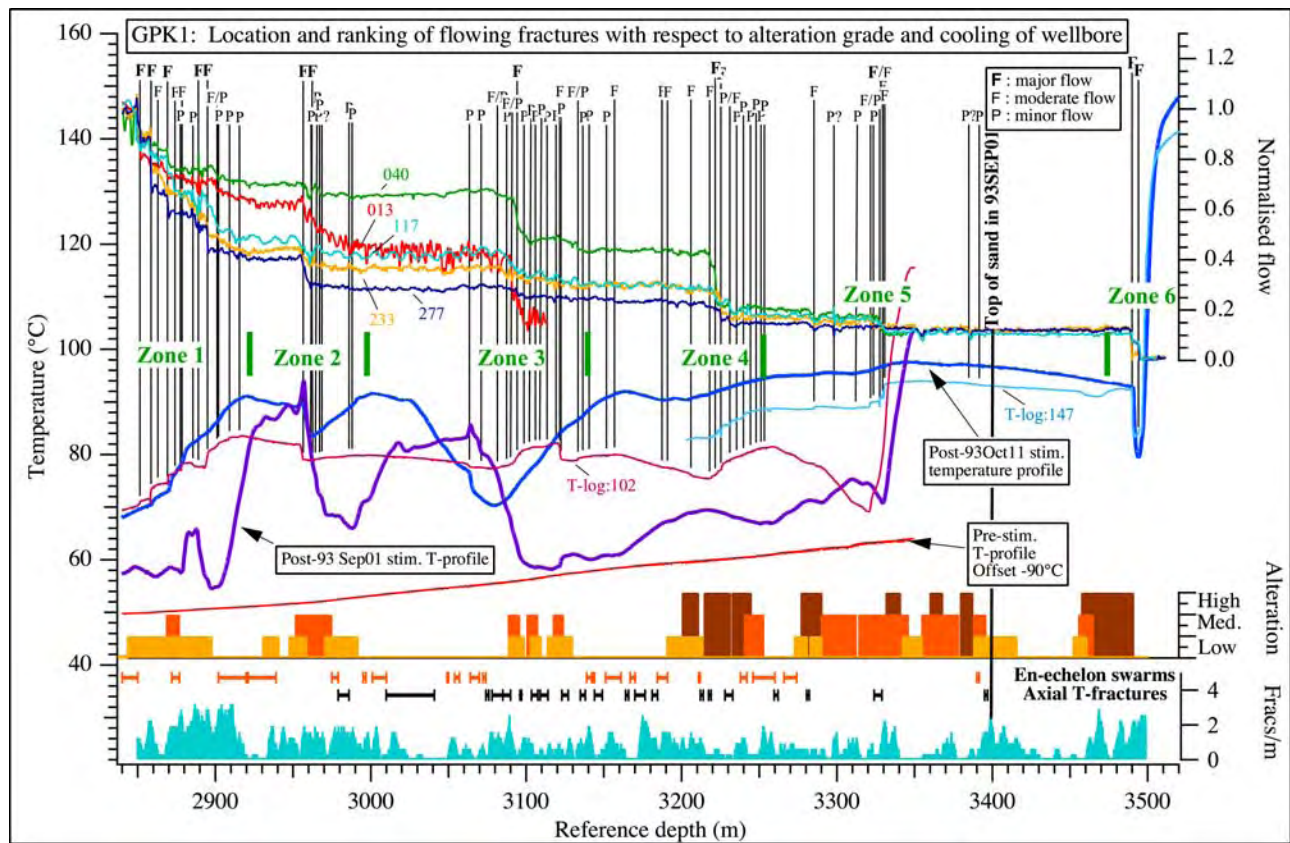 GPK1: Location and ranking of flowing fractures with respect to alteration grade and cooling of wellbore
F : major flow
F : moderate flow
P : minor flow
160
140
120
100
80
60
40
Temperature (°C)
1.2
1.0
0.8
0.6
0.4
0.2
0.0
Normalised flow
F F F F F F F F F F/F F F
F FF F/P F/P F/P F F/P F F FF F F P/F F F/P
P P P P P P P P? P P P P P P P P P P P P P? P P? P
040
013
117
233
277
Zone 1
Zone 2
Zone 3
Zone 4
Zone 5
Zone 6
Top of sand in 93SEP01
T-log:147
T-log:102
Post-93Oct11 stim.
temperature profile
Post-93 Sep01 stim. T-profile
Pre-stim.
T-profile
Offset -90°C
Alteration
High
Med.
Low
En-echelon swarms
Axial T-fractures
4
2
0
Fracs/m
2900
3000
3100
3200
3300
3400
3500
Reference depth (m)